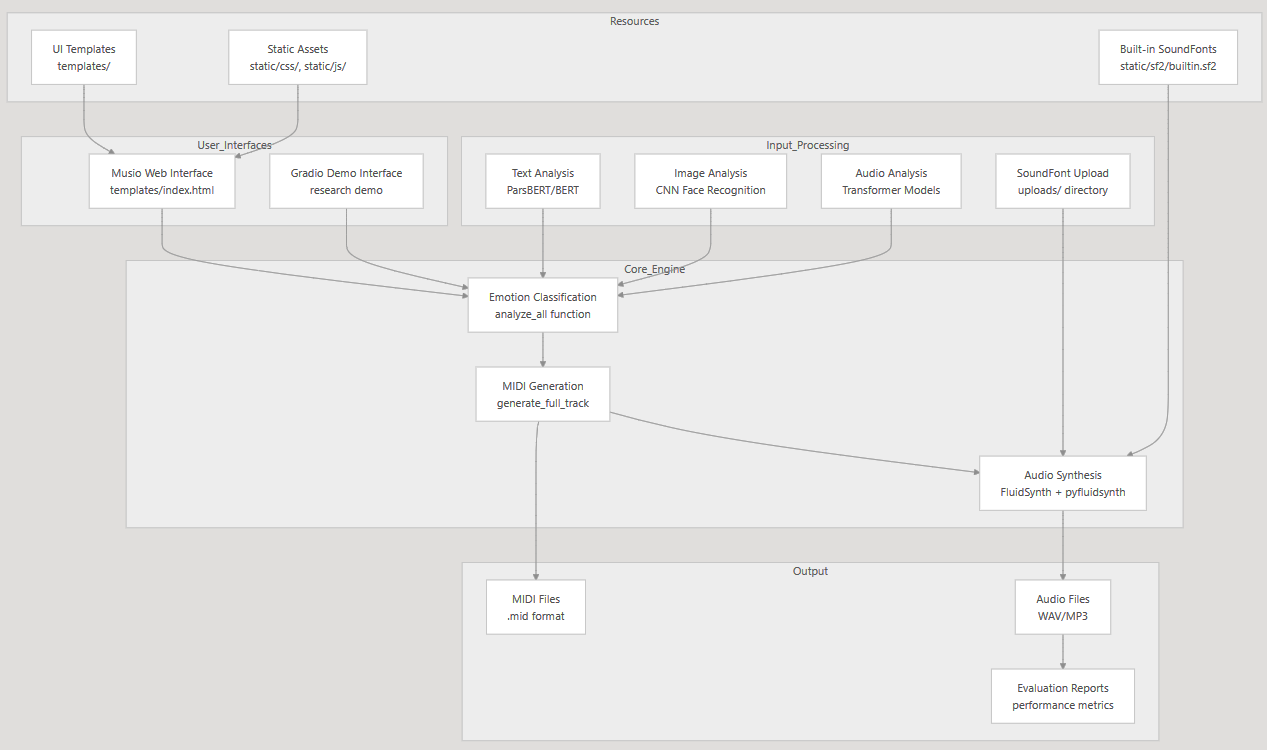 Resources
UI Templates
templates/
Static Assets
static/css/, static/js/
Built-in SoundFonts
static/sf2/builtin.sf2
User_Interfaces
Musio Web Interface
templates/index.html
Gradio Demo Interface
research demo
Input_Processing
Text Analysis
ParsBERT/BERT
Image Analysis
CNN Face Recognition
Audio Analysis
Transformer Models
SoundFont Upload
uploads/ directory
Core_Engine
Emotion Classification
analyze_all function
MIDI Generation
generate_full_track
Audio Synthesis
FluidSynth + pyfluidsynth
Output
MIDI Files
.mid format
Audio Files
WAV/MP3
Evaluation Reports
performance metrics